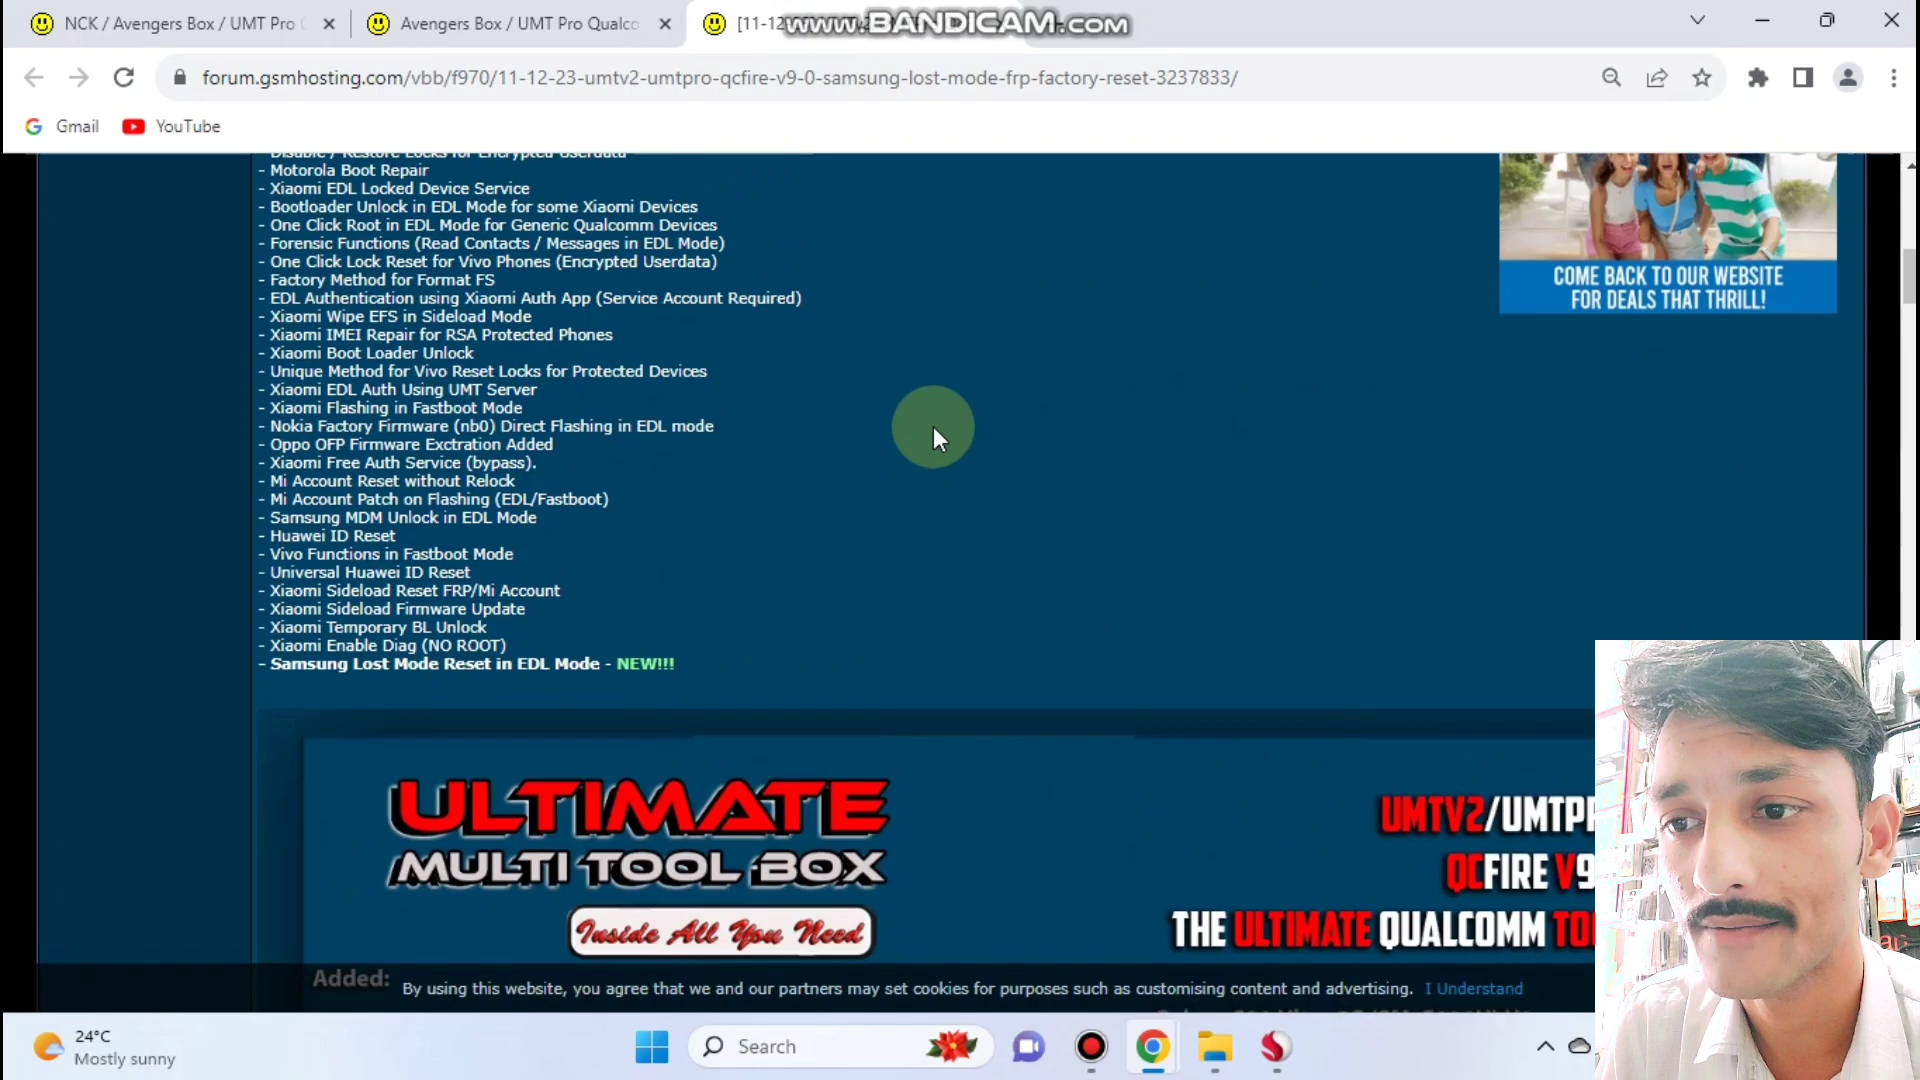 NCK / Avengers Box / UMT Pro
Avengers Box / UMT Pro Qualco
[11-12
WWW.BANDICAM.COM
forum.gsmhosting.com/vbb/f970/11-12-23-umtv2-umtpro-qcfire-v9-0-samsung-lost-mode-frp-factory-reset-3237833/
Gmail
YouTube
- Disable / Restore Locks for Encrypted Userdata
- Motorola Boot Repair
- Xiaomi EDL Locked Device Service
- Bootloader Unlock in EDL Mode for some Xiaomi Devices
- One Click Root in EDL Mode for Generic Qualcomm Devices
- Forensic Functions (Read Contacts / Messages in EDL Mode)
- One Click Lock Reset for Vivo Phones (Encrypted Userdata)
- Factory Method for Format FS
- EDL Authentication using Xiaomi Auth App (Service Account Required)
- Xiaomi Wipe EFS in Sideload Mode
- Xiaomi IMEI Repair for RSA Protected Phones
- Xiaomi Boot Loader Unlock
- Unique Method for Vivo Reset Locks for Protected Devices
- Xiaomi EDL Auth Using UMT Server
- Xiaomi Flashing in Fastboot Mode
- Nokia Factory Firmware (nb0) Direct Flashing in EDL mode
- Oppo OFP Firmware Exctration Added
- Xiaomi Free Auth Service (bypass).
- Mi Account Reset without Relock
- Mi Account Patch on Flashing (EDL/Fastboot)
- Samsung MDM Unlock in EDL Mode
- Huawei ID Reset
- Vivo Functions in Fastboot Mode
- Universal Huawei ID Reset
- Xiaomi Sideload Reset FRP/Mi Account
- Xiaomi Sideload Firmware Update
- Xiaomi Temporary BL Unlock
- Xiaomi Enable Diag (NO ROOT)
- Samsung Lost Mode Reset in EDL Mode - NEW!!!
COME BACK TO OUR WEBSITE
FOR DEALS THAT THRILL!
ULTIMATE
MULTI TOOL BOX
Inside All You Need
UMTV2/UMTP
QCFIRE V9
THE ULTIMATE QUALCOMM TO
Added:
By using this website, you agree that we and our partners may set cookies for purposes such as customising content and advertising. I Understand
24°C
Mostly sunny
Search